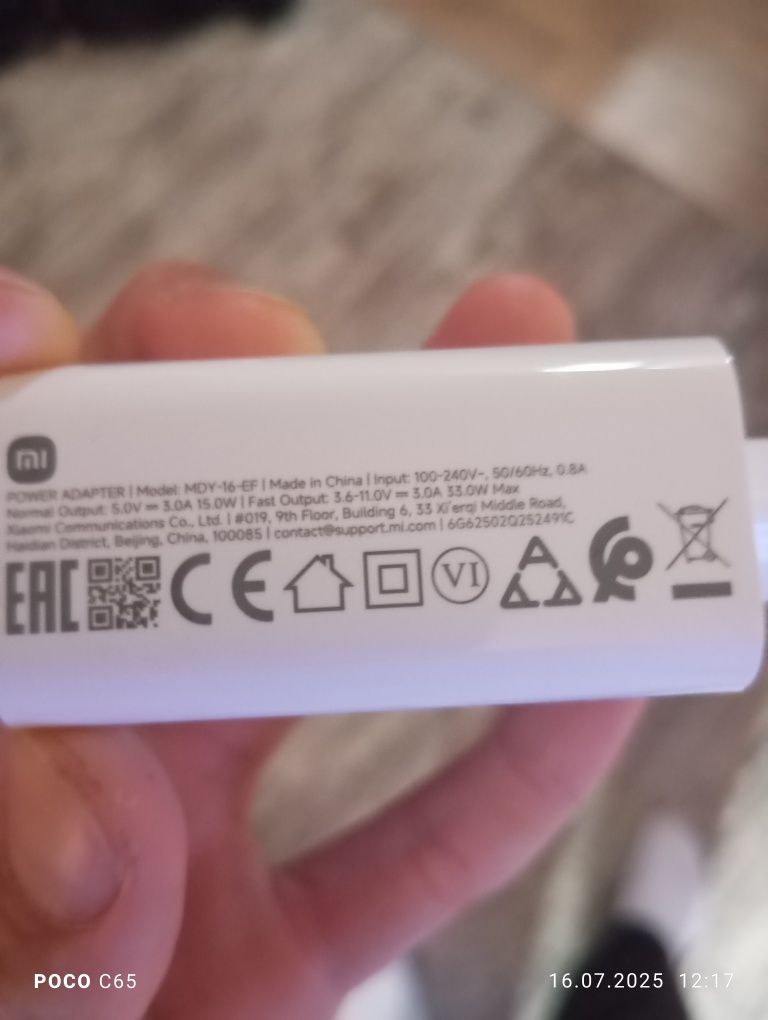 mi
POWER ADAPTER | Model: MDY-16-EF | Made in China | Input: 100-240V~, 50/60Hz, 0.8A
Normal Output: 5.0V⎓3.0A 15.0W | Fast Output: 3.6-11.0V⎓3.0A 33.0W Max
Xiaomi Communications Co., Ltd. | #019, 9th Floor, Building 6, 33 Xi'erqi Middle Road,
Haidian District, Beijing, China, 100085 | contact@support.mi.com | 6G62502Q252491C
EAC CE VI
POCO C65 16.07.2025 12:17